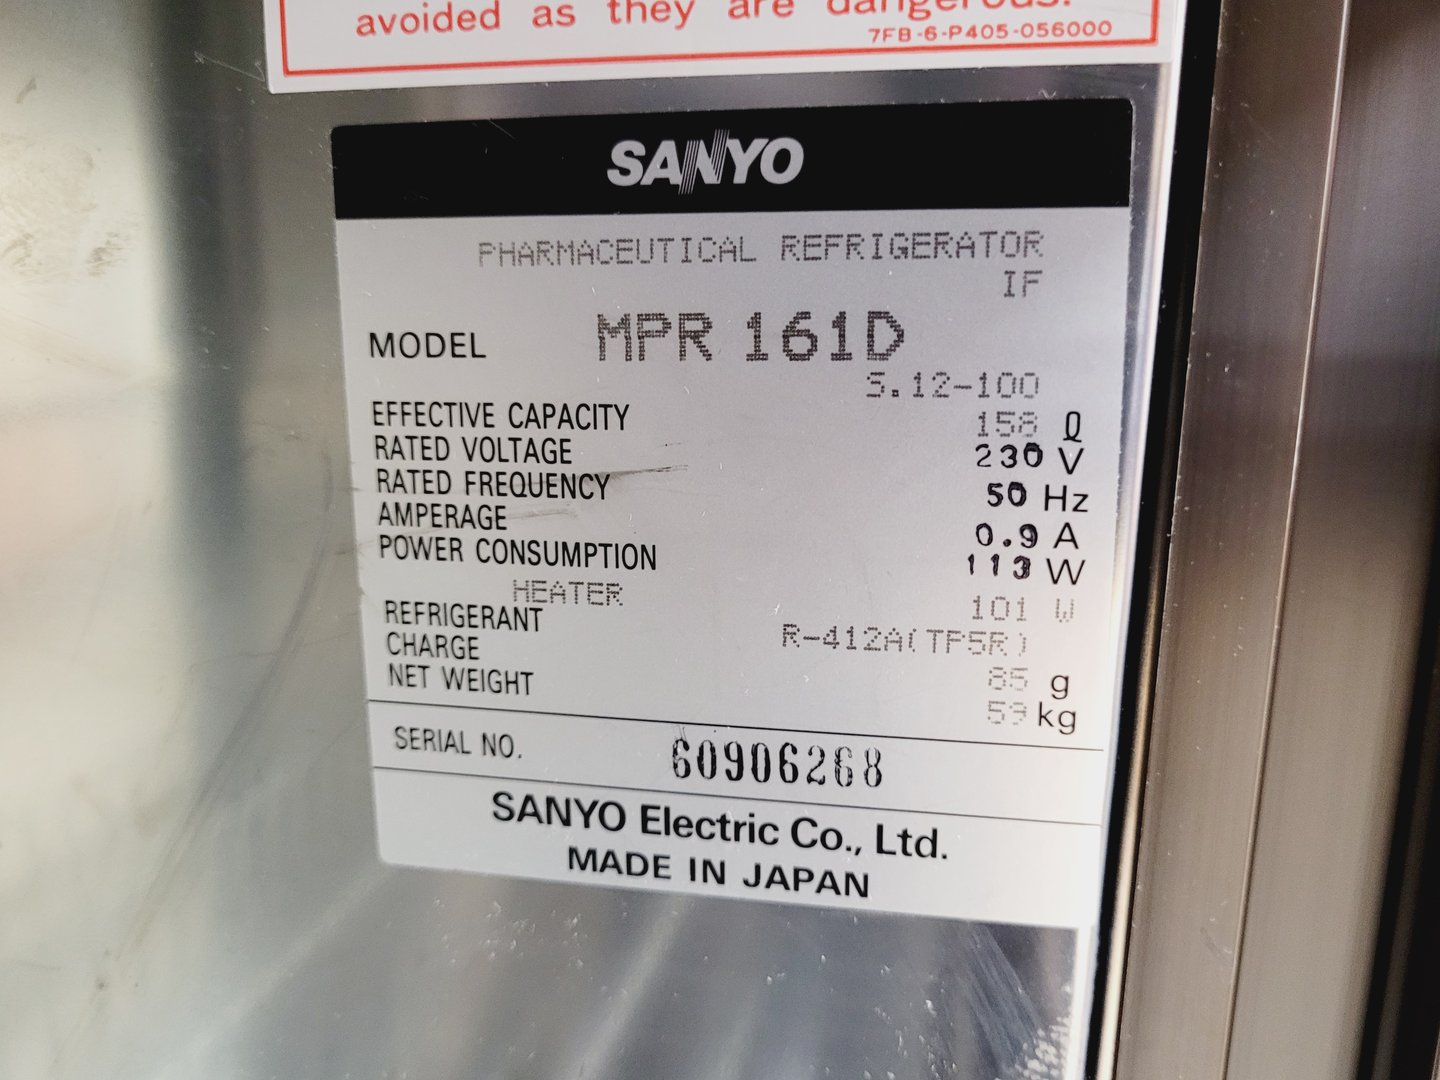 avoided as they are dangerous.
7FB-6-P405-056000
SANYO
PHARMACEUTICAL REFRIGERATOR
IF
MODEL MPR 161D
S.12-100
EFFECTIVE CAPACITY 158 ℓ
RATED VOLTAGE 230 V
RATED FREQUENCY 50 Hz
AMPERAGE 0.9 A
POWER CONSUMPTION 113 W
HEATER 101 W
REFRIGERANT R-412A(TP5R)
CHARGE 85 g
NET WEIGHT 59 kg
SERIAL NO. 60906268
SANYO Electric Co., Ltd.
MADE IN JAPAN